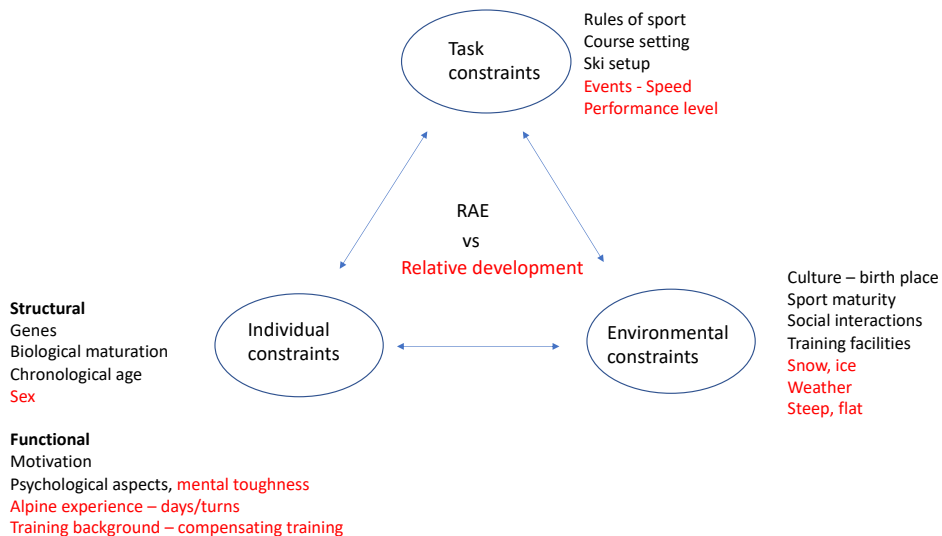 Task
constraints
Rules of sport
Course setting
Ski setup
Events - Speed
Performance level
RAE
vs
Relative development
Structural
Genes
Biological maturation
Chronological age
Sex
Functional
Motivation
Psychological aspects, mental toughness
Alpine experience – days/turns
Training background – compensating training
Individual
constraints
Environmental
constraints
Culture – birth place
Sport maturity
Social interactions
Training facilities
Snow, ice
Weather
Steep, flat